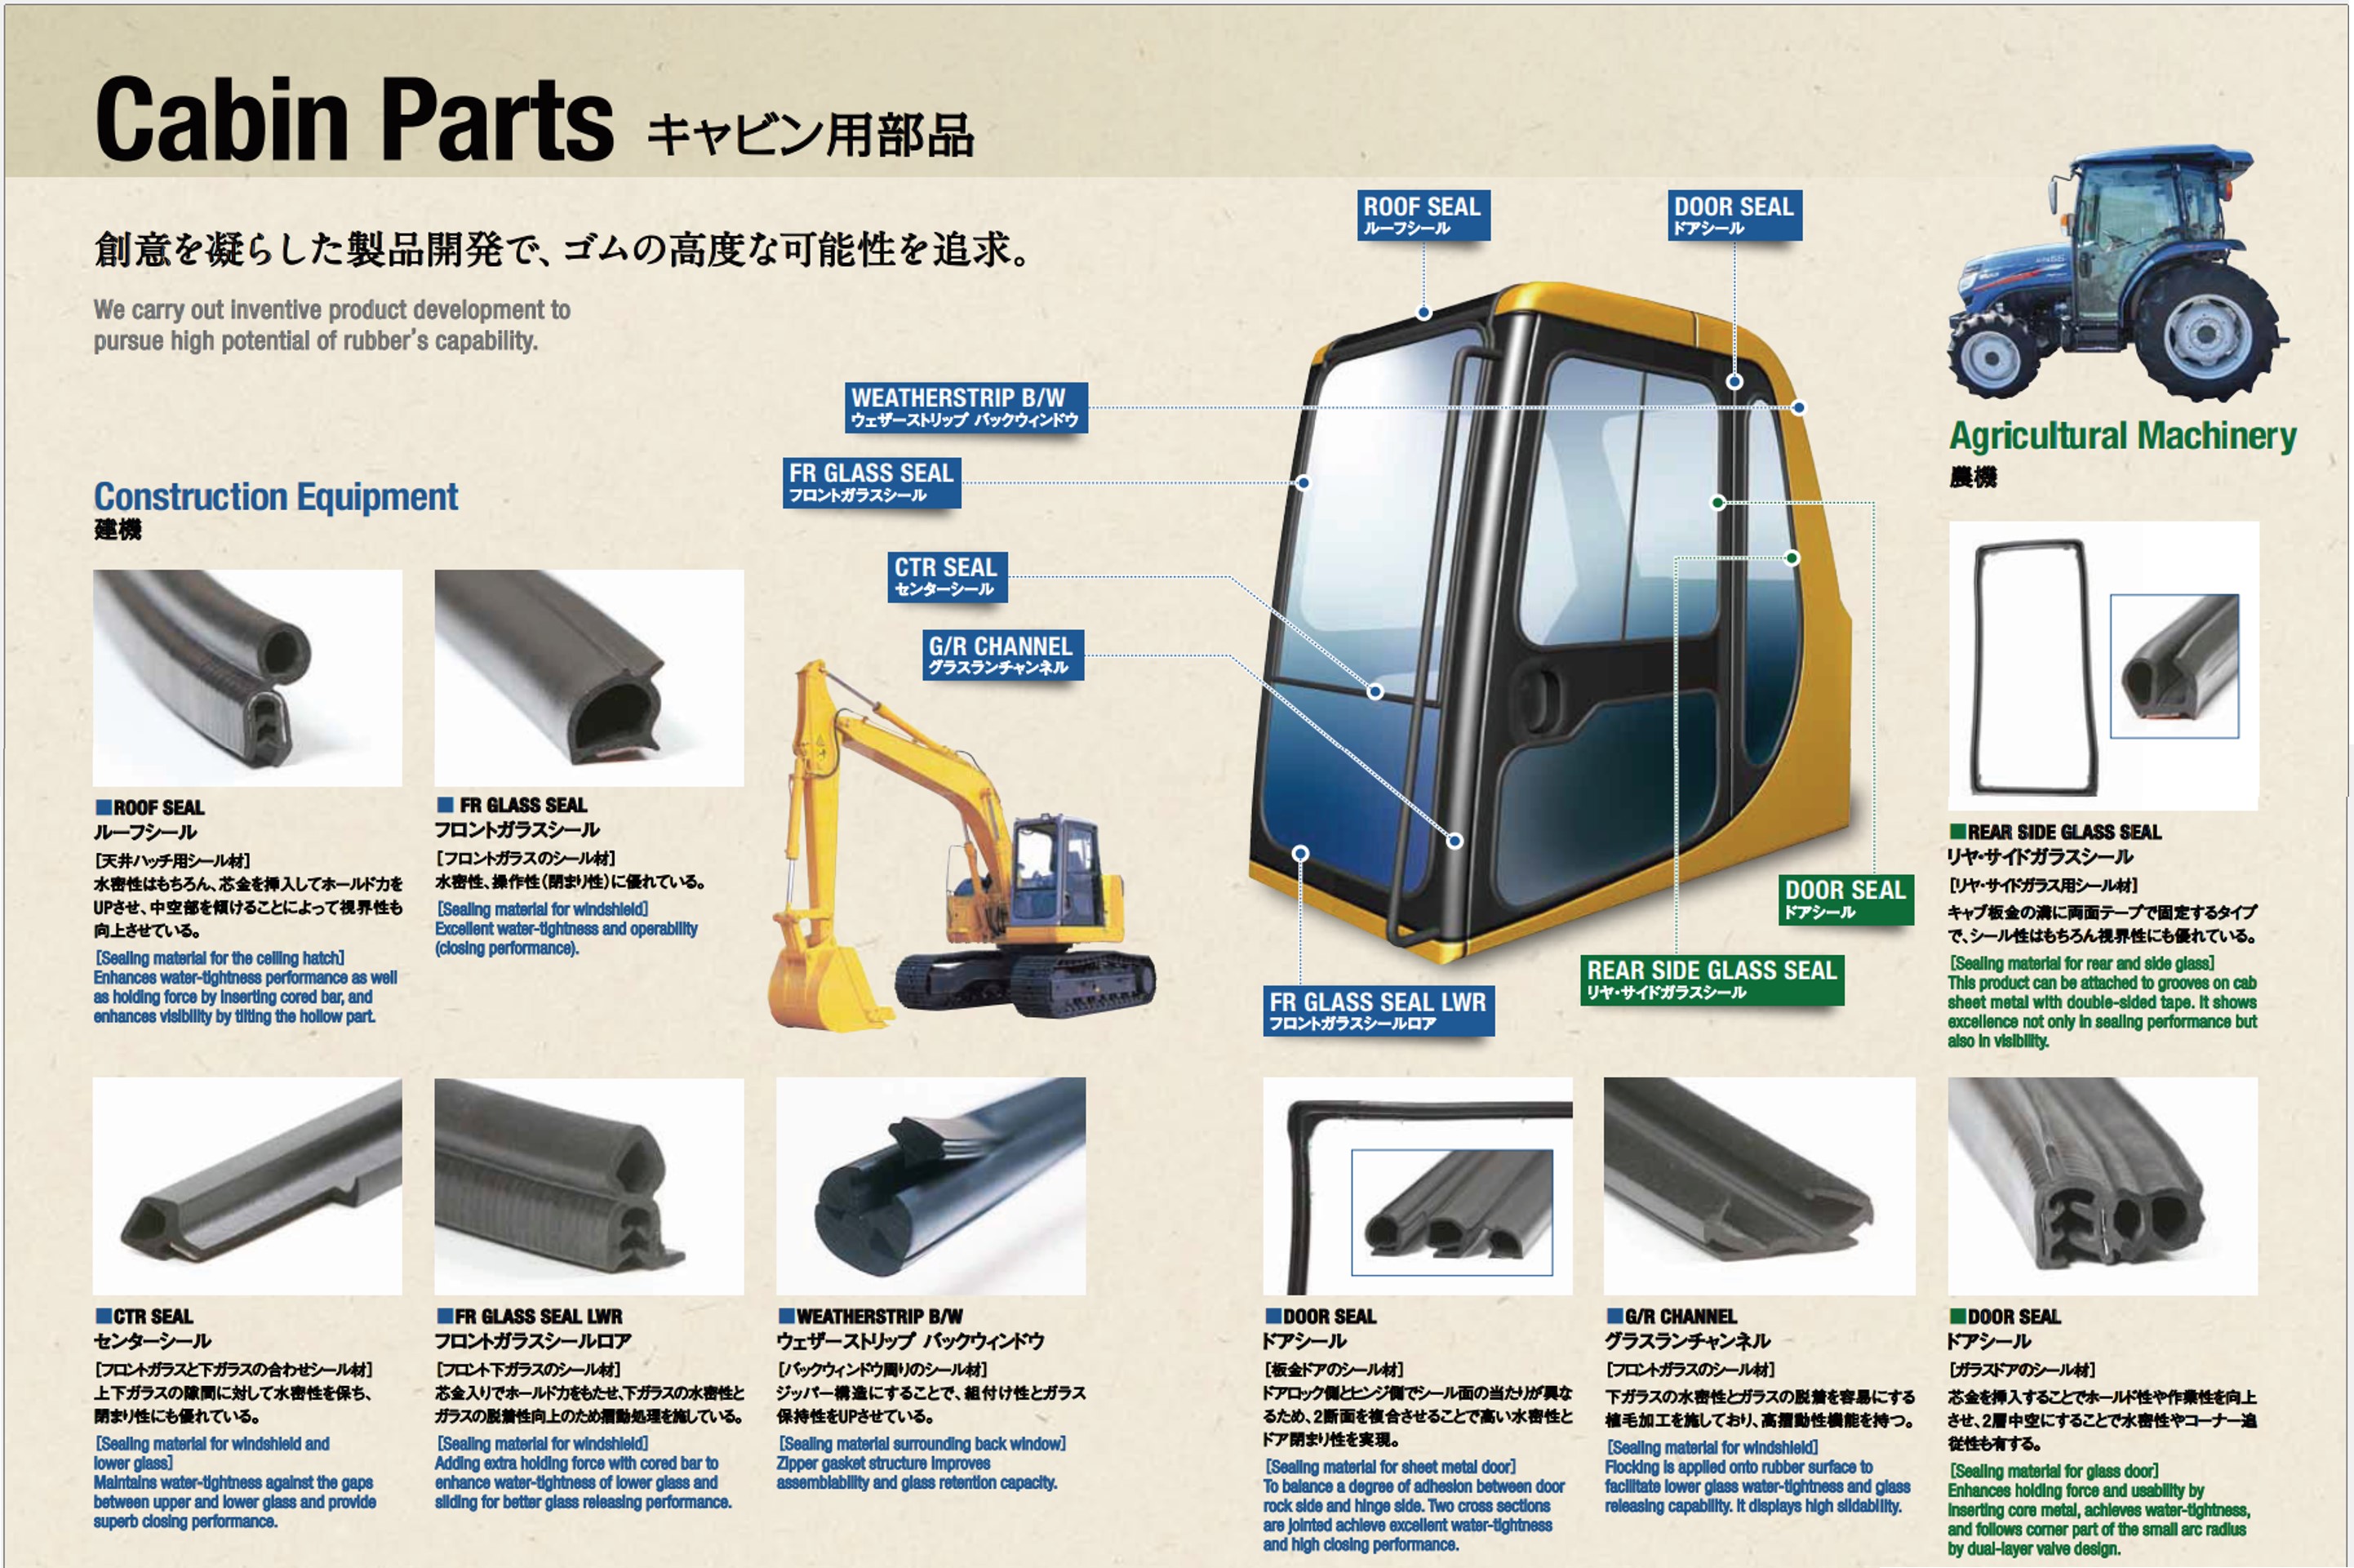 Cabin Parts キャビン用部品
創意を凝らした製品開発で、ゴムの高度な可能性を追求。
We carry out inventive product development to
pursue high potential of rubber's capability.
Construction Equipment
建機
ROOF SEAL
ルーフシール
DOOR SEAL
ドアシール
WEATHERSTRIP B/W
ウェザーストリップ バックウィンドウ
FR GLASS SEAL
フロントガラスシール
CTR SEAL
センターシール
G/R CHANNEL
グラスランチャンネル
DOOR SEAL
ドアシール
REAR SIDE GLASS SEAL
リヤ・サイドガラスシール
FR GLASS SEAL LWR
フロントガラスシールロア
Agricultural Machinery
農機
■ROOF SEAL
ルーフシール
[天井ハッチ用シール材]
水密性はもちろん、芯金を挿入してホールド力を
UPさせ、中空部を傾けることによって視界性も
向上させている。
[Sealing material for the ceiling hatch]
Enhances water-tightness performance as well
as holding force by inserting cored bar, and
enhances visibility by tilting the hollow part.
■ FR GLASS SEAL
フロントガラスシール
[フロントガラスのシール材]
水密性、操作性(閉まり性)に優れている。
[Sealing material for windshield]
Excellent water-tightness and operability
(closing performance).
■REAR SIDE GLASS SEAL
リヤ・サイドガラスシール
[リヤ・サイドガラス用シール材]
キャブ板金の溝に両面テープで固定するタイプ
で、シール性はもちろん視界性にも優れている。
[Sealing material for rear and side glass]
This product can be attached to grooves on cab
sheet metal with double-sided tape. It shows
excellence not only in sealing performance but
also in visibility.
■CTR SEAL
センターシール
[フロントガラスと下ガラスの合わせシール材]
上下ガラスの隙間に対して水密性を保ち、
閉まり性にも優れている。
[Sealing material for windshield and
lower glass]
Maintains water-tightness against the gaps
between upper and lower glass and provide
superb closing performance.
■FR GLASS SEAL LWR
フロントガラスシールロア
[フロント下ガラスのシール材]
芯金入りでホールド力をもたせ、下ガラスの水密性と
ガラスの脱着性向上のため摺動処理を施している。
[Sealing material for windshield]
Adding extra holding force with cored bar to
enhance water-tightness of lower glass and
sliding for better glass releasing performance.
■WEATHERSTRIP B/W
ウェザーストリップ バックウィンドウ
[バックウィンドウ周りのシール材]
ジッパー構造にすることで、組付け性とガラス
保持性をUPさせている。
[Sealing material surrounding back window]
Zipper gasket structure improves
assemblability and glass retention capacity.
■DOOR SEAL
ドアシール
[板金ドアのシール材]
ドアロック側とヒンジ側でシール面の当たりが異な
るため、2断面を複合させることで高い水密性と
ドア閉まり性を実現。
[Sealing material for sheet metal door]
To balance a degree of adhesion between door
rock side and hinge side. Two cross sections
are jointed achieve excellent water-tightness
and high closing performance.
■G/R CHANNEL
グラスランチャンネル
[フロントガラスのシール材]
下ガラスの水密性とガラスの脱着を容易にする
植毛加工を施しており、高摺動性機能を持つ。
[Sealing material for windshield]
Flocking is applied onto rubber surface to
facilitate lower glass water-tightness and glass
releasing capability. It displays high slidability.
■DOOR SEAL
ドアシール
[ガラスドアのシール材]
芯金を挿入することでホールド性や作業性を向上
させ、2層中空にすることで水密性やコーナー追
従性も有する。
[Sealing material for glass door]
Enhances holding force and usability by
inserting core metal, achieves water-tightness,
and follows corner part of the small arc radius
by dual-layer valve design.